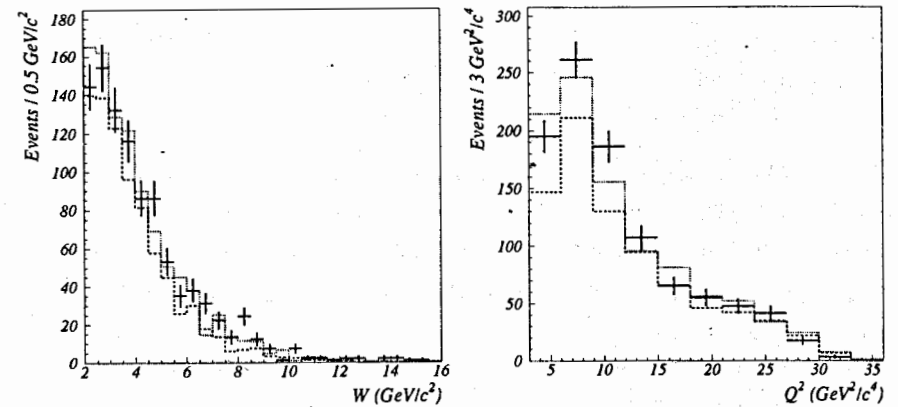 Events / 0.5 GeV/c²
180
160
140
120
100
80
60
40
20
0
2 4 6 8 10 12 14 16
W (GeV/c²)
Events / 3 GeV²/c⁴
300
250
200
150
100
50
0
5 10 15 20 25 30 35
Q² (GeV²/c⁴)